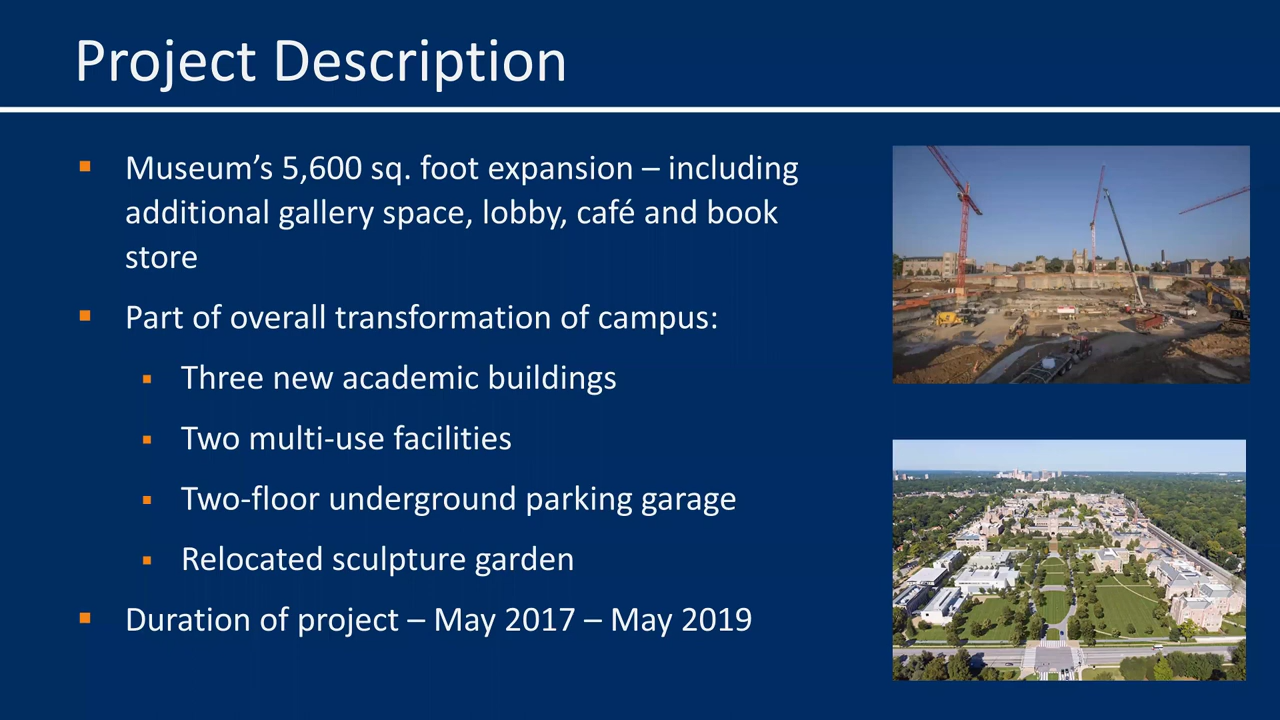 Project Description
▪ Museum’s 5,600 sq. foot expansion – including
additional gallery space, lobby, café and book
store
▪ Part of overall transformation of campus:
▪ Three new academic buildings
▪ Two multi-use facilities
▪ Two-floor underground parking garage
▪ Relocated sculpture garden
▪ Duration of project – May 2017 – May 2019